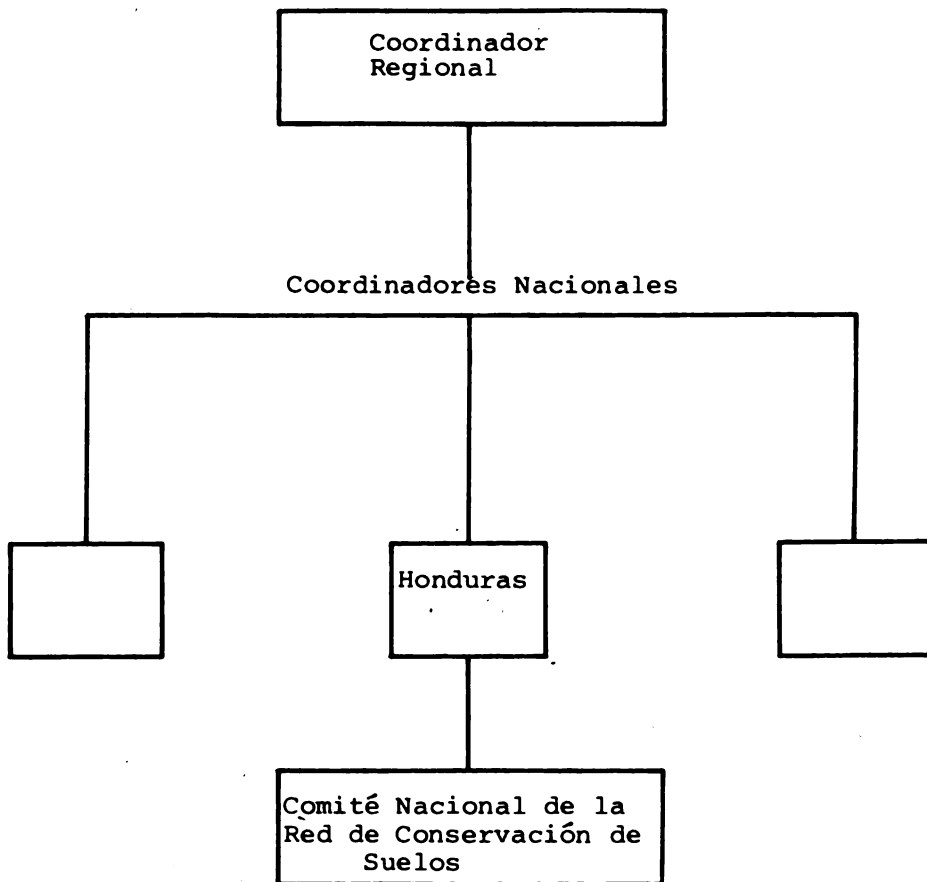 Coordinador
Regional
Coordinadores Nacionales
Honduras
Comité Nacional de la
Red de Conservación de
Suelos